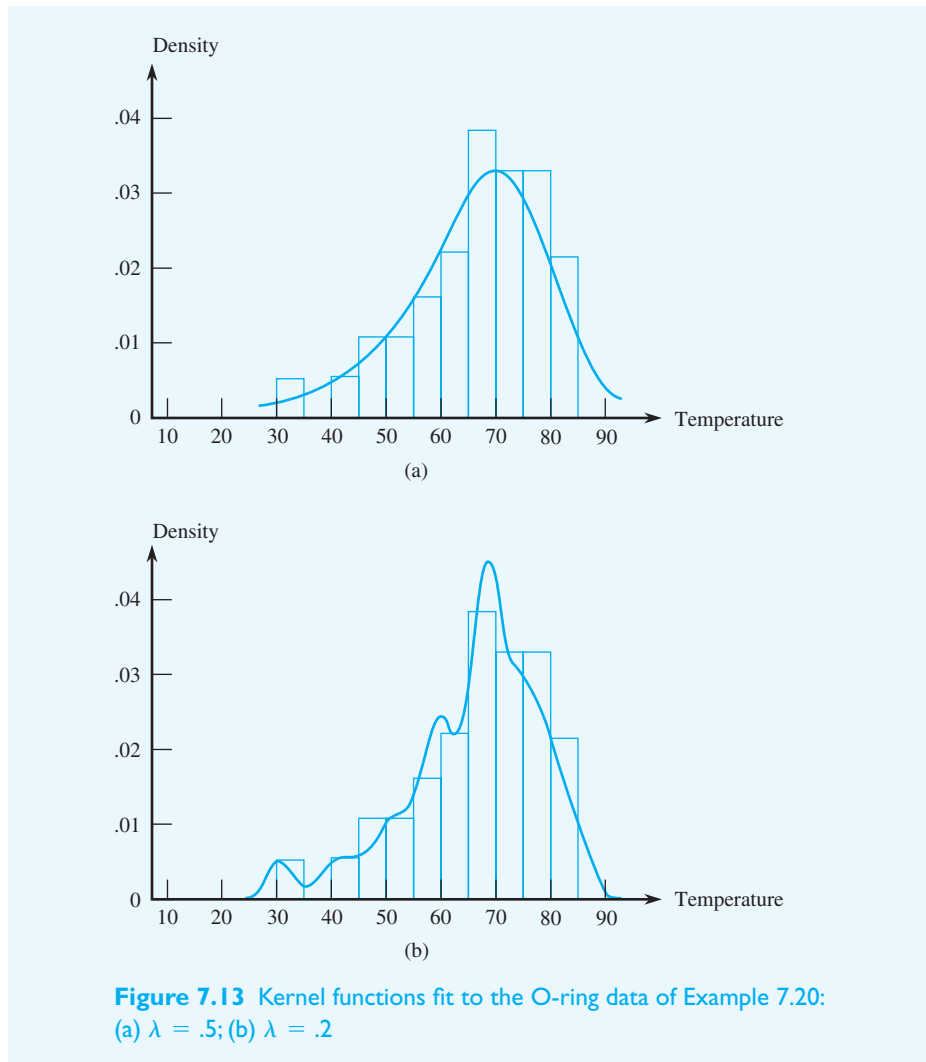 Density
.04
.03
.02
.01
0
10 20 30 40 50 60 70 80 90
Temperature
(a)
Density
.04
.03
.02
.01
0
10 20 30 40 50 60 70 80 90
Temperature
(b)
Figure 7.13 Kernel functions fit to the O-ring data of Example 7.20:
(a) λ = .5; (b) λ = .2